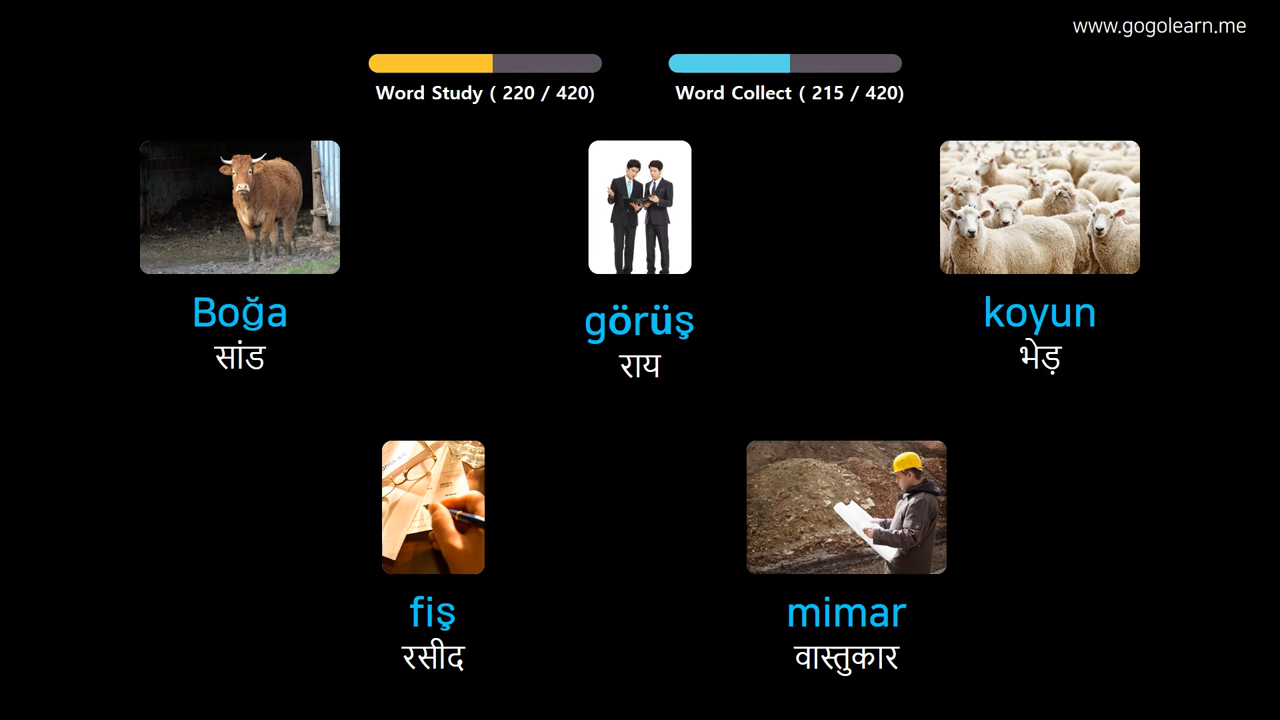 www.gogolearn.me
Word Study ( 220 / 420)
Word Collect ( 215 / 420)
Boğa
सांड
görüş
राय
koyun
भेड़
fiş
रसीद
mimar
वास्तुकार